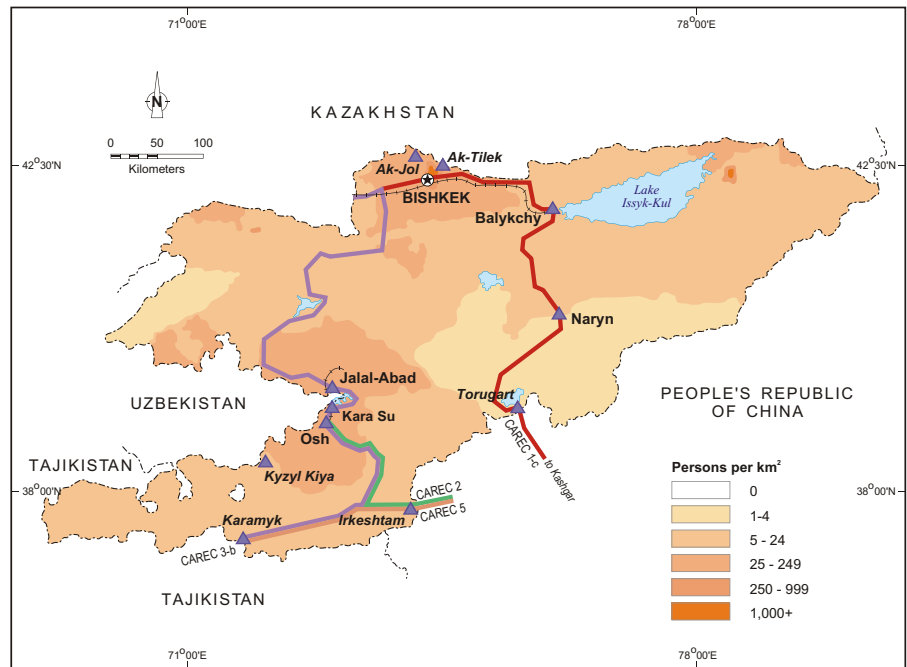 71°00'E
78°00'E
N
KAZAKHSTAN
0 50 100
Kilometers
42°30'N
42°30'N
Ak-Tilek
Ak-Jol
BISHKEK
Lake
Issyk-Kul
Balykchy
Naryn
Jalal-Abad
Torugart
PEOPLE'S REPUBLIC
OF CHINA
UZBEKISTAN
Kara Su
Osh
CAREC 1-c
to Kashgar
TAJIKISTAN
Kyzyl Kiya
38°00'N
38°00'N
CAREC 2
Karamyk
Irkeshtam
CAREC 5
CAREC 3-b
TAJIKISTAN
Persons per km²
0
1-4
5 - 24
25 - 249
250 - 999
1,000+
71°00'E
78°00'E